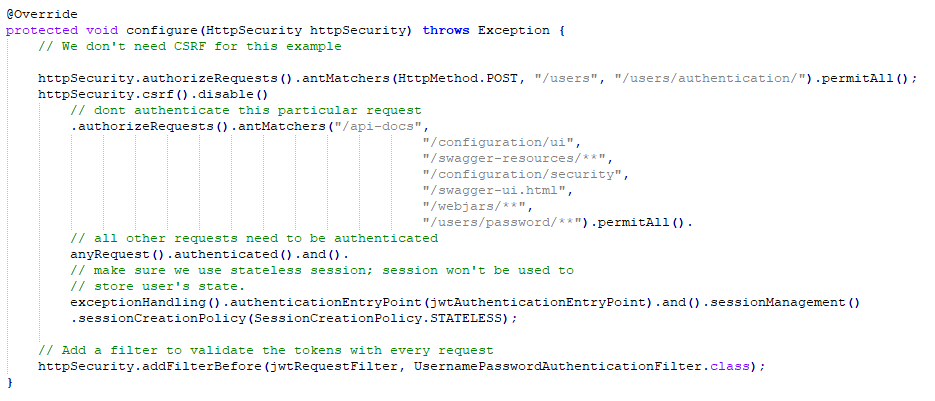 @Override
protected void configure(HttpSecurity httpSecurity) throws Exception {
// We don't need CSRF for this example
httpSecurity.authorizeRequests().antMatchers(HttpMethod.POST, "/users", "/users/authentication/").permitAll();
httpSecurity.csrf().disable()
// dont authenticate this particular request
.authorizeRequests().antMatchers("/api-docs",
"/configuration/ui",
"/swagger-resources/**",
"/configuration/security",
"/swagger-ui.html",
"/webjars/**",
"/users/password/**").permitAll().
// all other requests need to be authenticated
anyRequest().authenticated().and().
// make sure we use stateless session; session won't be used to
// store user's state.
exceptionHandling().authenticationEntryPoint(jwtAuthenticationEntryPoint).and().sessionManagement()
.sessionCreationPolicy(SessionCreationPolicy.STATELESS);
// Add a filter to validate the tokens with every request
httpSecurity.addFilterBefore(jwtRequestFilter, UsernamePasswordAuthenticationFilter.class);
}